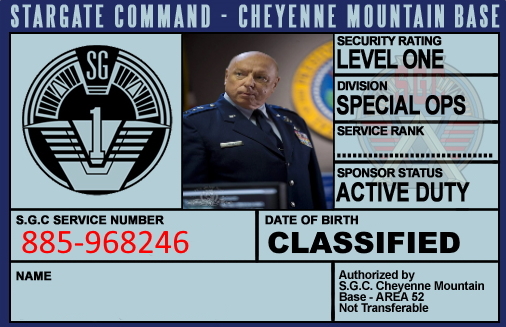 STARGATE COMMAND - CHEYENNE MOUNTAIN BASE
SG
1
SECURITY RATING
LEVEL ONE
DIVISION
SPECIAL OPS
SERVICE RANK
SPONSOR STATUS
ACTIVE DUTY
S.G.C SERVICE NUMBER
885-968246
DATE OF BIRTH
CLASSIFIED
NAME
Authorized by
S.G.C. Cheyenne Mountain
Base - AREA 52
Not Transferable